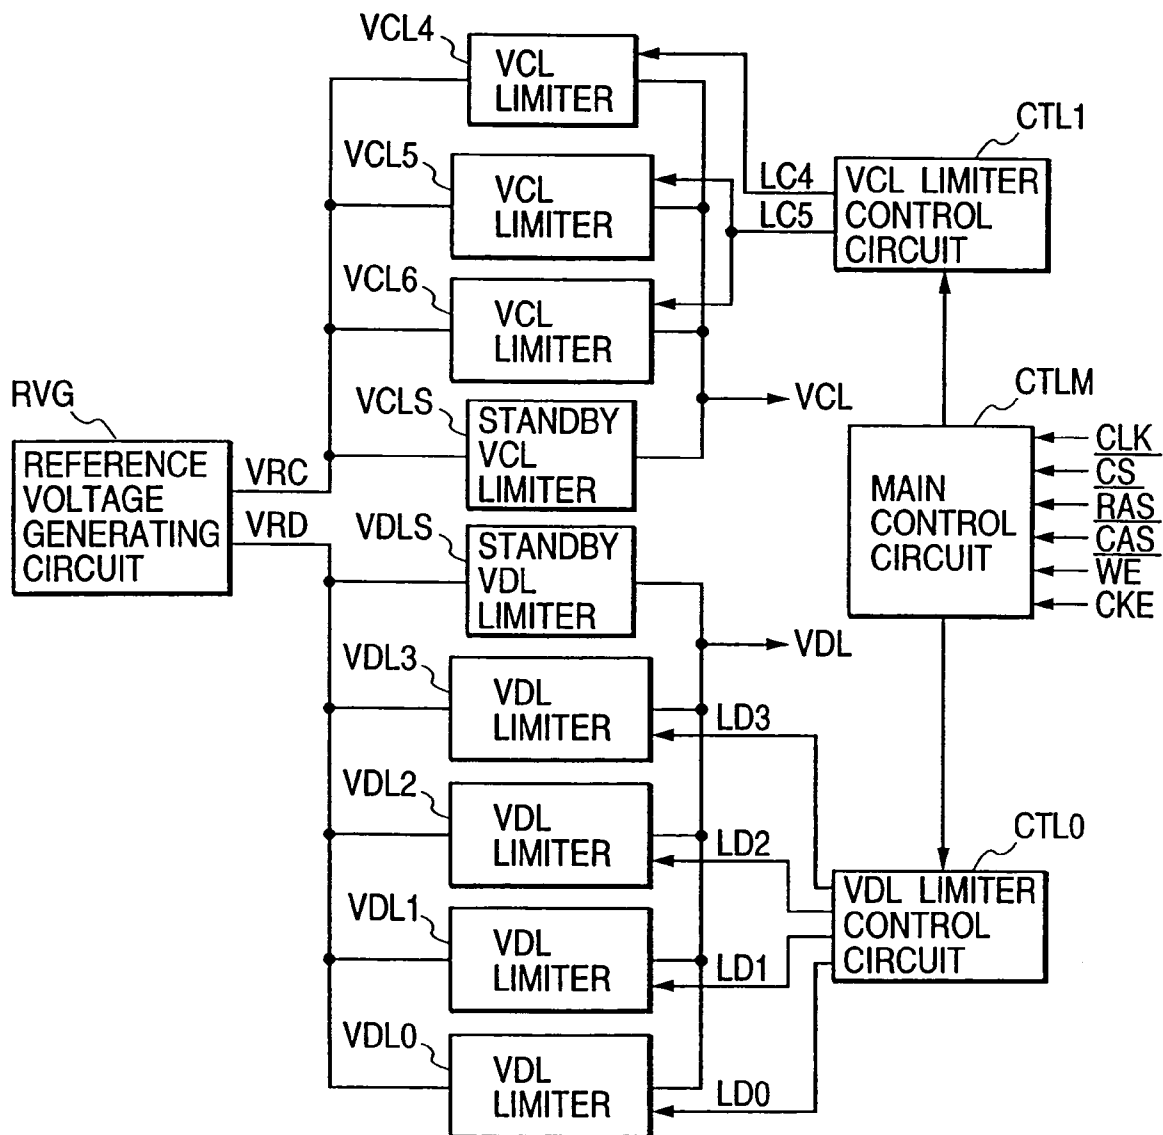 VCL4
VCL
LIMITER
CTL1
VCL5
VCL
LIMITER
LC4
LC5
VCL LIMITER
CONTROL
CIRCUIT
VCL6
VCL
LIMITER
RVG
VCLS
STANDBY
VCL
LIMITER
VCL
CTLM
REFERENCE
VOLTAGE
GENERATING
CIRCUIT
VRC
VRD
MAIN
CONTROL
CIRCUIT
CLK
CS
RAS
CAS
WE
CKE
VDLS
STANDBY
VDL
LIMITER
VDL
VDL3
VDL
LIMITER
LD3
VDL2
VDL
LIMITER
LD2
CTL0
VDL LIMITER
CONTROL
CIRCUIT
VDL1
VDL
LIMITER
LD1
VDL0
VDL
LIMITER
LD0